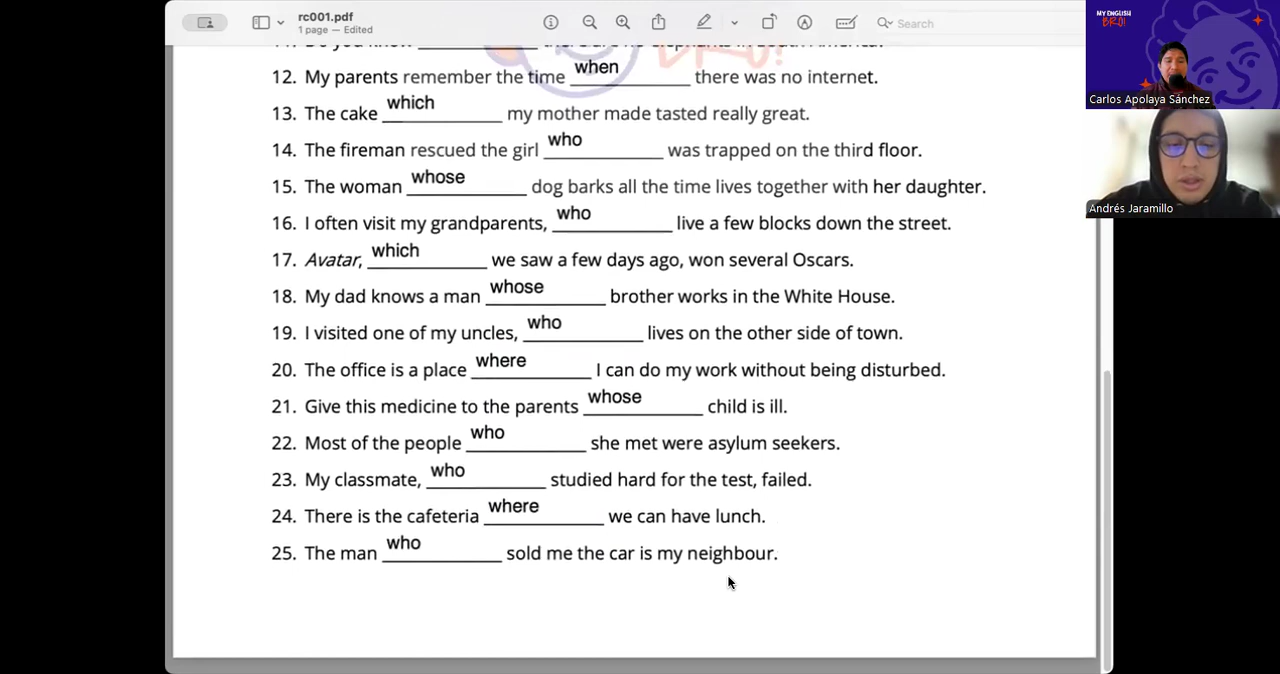 rc001.pdf
1 page — Edited
Search
MY ENGLISH
BRO!
Carlos Apolaya Sánchez
Andrés Jaramillo
12. My parents remember the time when there was no internet.
13. The cake which my mother made tasted really great.
14. The fireman rescued the girl who was trapped on the third floor.
15. The woman whose dog barks all the time lives together with her daughter.
16. I often visit my grandparents, who live a few blocks down the street.
17. Avatar, which we saw a few days ago, won several Oscars.
18. My dad knows a man whose brother works in the White House.
19. I visited one of my uncles, who lives on the other side of town.
20. The office is a place where I can do my work without being disturbed.
21. Give this medicine to the parents whose child is ill.
22. Most of the people who she met were asylum seekers.
23. My classmate, who studied hard for the test, failed.
24. There is the cafeteria where we can have lunch.
25. The man who sold me the car is my neighbour.